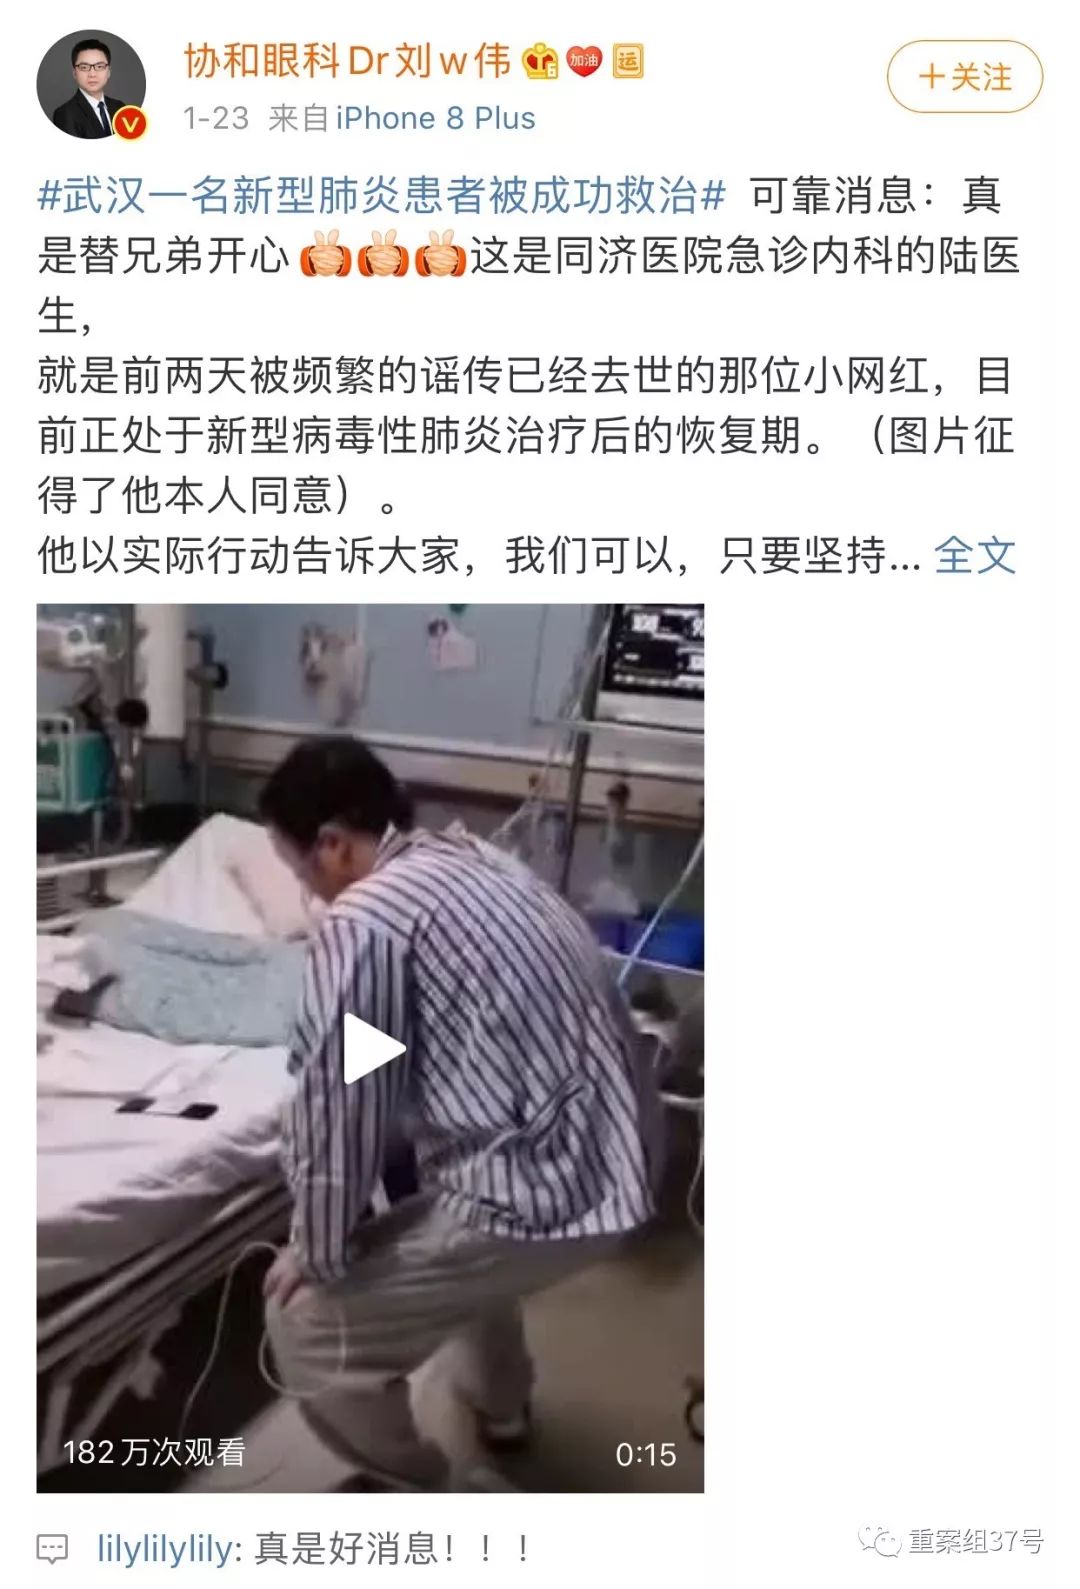 协和眼科Dr刘w伟
加油
运
+关注
1-23 来自 iPhone 8 Plus
#武汉一名新型肺炎患者被成功救治# 可靠消息：真
是替兄弟开心这是同济医院急诊内科的陆医
生，
就是前两天被频繁的谣传已经去世的那位小网红，目
前正处于新型病毒性肺炎治疗后的恢复期。（图片征
得了他本人同意）。
他以实际行动告诉大家，我们可以，只要坚持... 全文
182万次观看
0:15
lilylilylily: 真是好消息！！！
重案组37号